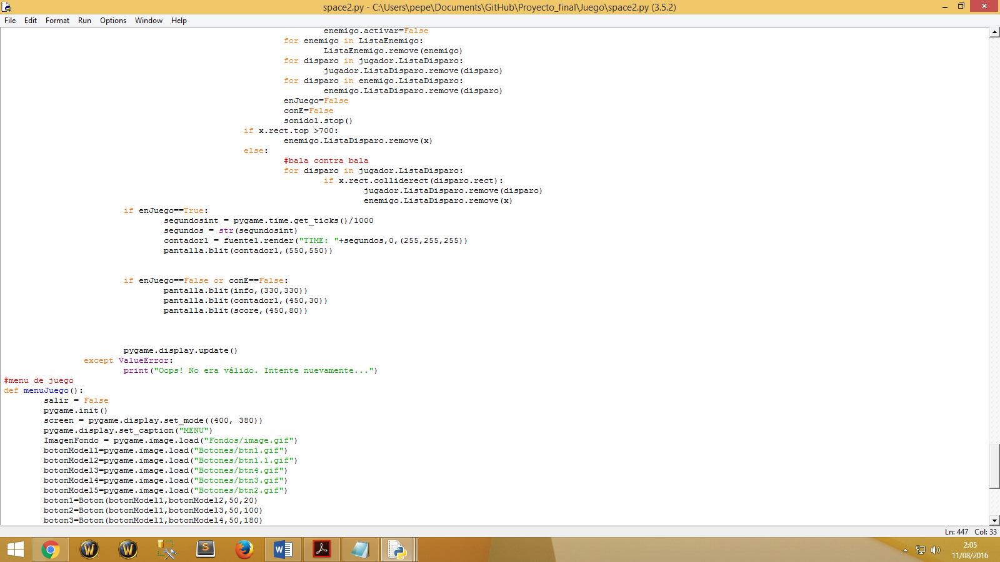 space2.py - C:\Users\pepe\Documents\GitHub\Proyecto_final\Juego\space2.py (3.5.2)
File Edit Format Run Options Window Help
enemigo.activar=False
for enemigo in ListaEnemigo:
ListaEnemigo.remove(enemigo)
for disparo in jugador.ListaDisparo:
jugador.ListaDisparo.remove(disparo)
for disparo in enemigo.ListaDisparo:
enemigo.ListaDisparo.remove(disparo)
enJuego=False
conE=False
sonido1.stop()
if x.rect.top >700:
enemigo.ListaDisparo.remove(x)
else:
#bala contra bala
for disparo in jugador.ListaDisparo:
if x.rect.colliderect(disparo.rect):
jugador.ListaDisparo.remove(disparo)
enemigo.ListaDisparo.remove(x)
if enJuego==True:
segundosint = pygame.time.get_ticks()/1000
segundos = str(segundosint)
contador1 = fuente1.render("TIME: "+segundos,0,(255,255,255))
pantalla.blit(contador1,(550,550))
if enJuego==False or conE==False:
pantalla.blit(info,(330,330))
pantalla.blit(contador1,(450,30))
pantalla.blit(score,(450,80))
pygame.display.update()
except ValueError:
print("Oops! No era válido. Intente nuevamente...")
#menu de juego
def menuJuego():
salir = False
pygame.init()
screen = pygame.display.set_mode((400, 380))
pygame.display.set_caption("MENU")
ImagenFondo = pygame.image.load("Fondos/image.gif")
botonModel1=pygame.image.load("Botones/btn1.gif")
botonModel2=pygame.image.load("Botones/btn1.1.gif")
botonModel3=pygame.image.load("Botones/btn4.gif")
botonModel4=pygame.image.load("Botones/btn3.gif")
botonModel5=pygame.image.load("Botones/btn2.gif")
boton1=Boton(botonModel1,botonModel2,50,20)
boton2=Boton(botonModel1,botonModel3,50,100)
boton3=Boton(botonModel1,botonModel4,50,180)
Ln: 447 Col: 33
2:05
11/08/2016